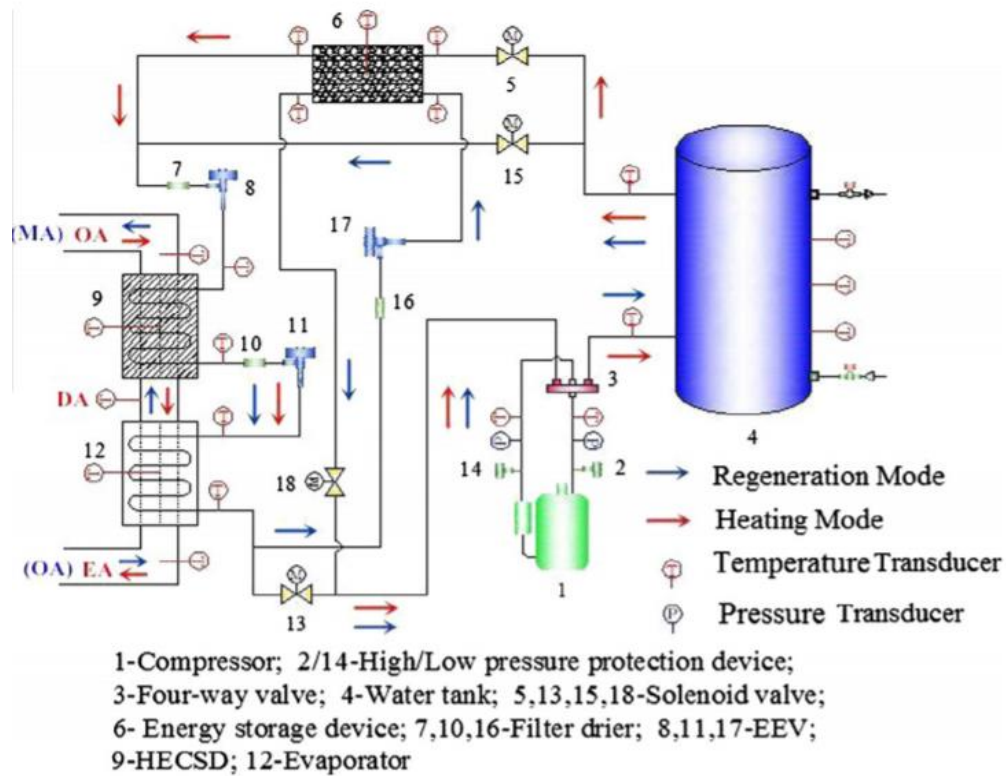 6
M
5
M
15
7
8
17
(MA) OA
9
16
10
11
3
DA
12
4
14
2
P
P
18
M
Regeneration Mode
Heating Mode
(OA) EA
T
Temperature Transducer
M
1
P
Pressure Transducer
13
1-Compressor; 2/14-High/Low pressure protection device;
3-Four-way valve; 4-Water tank; 5,13,15,18-Solenoid valve;
6- Energy storage device; 7,10,16-Filter drier; 8,11,17-EEV;
9-HECSD; 12-Evaporator